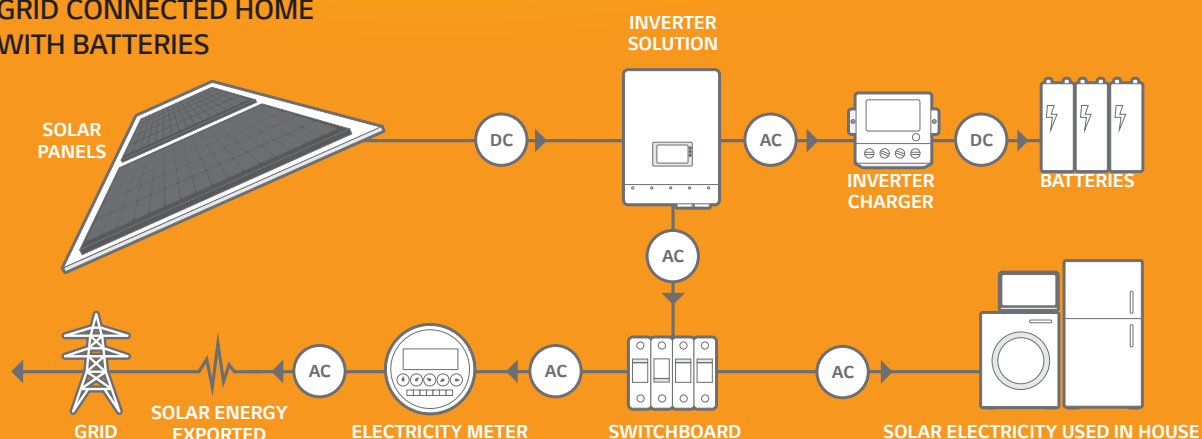 GRID CONNECTED HOME
WITH BATTERIES
INVERTER
SOLUTION
SOLAR
PANELS
DC
AC
DC
INVERTER
CHARGER
BATTERIES
AC
AC
AC
AC
GRID
SOLAR ENERGY
EXPORTED
ELECTRICITY METER
SWITCHBOARD
SOLAR ELECTRICITY USED IN HOUSE